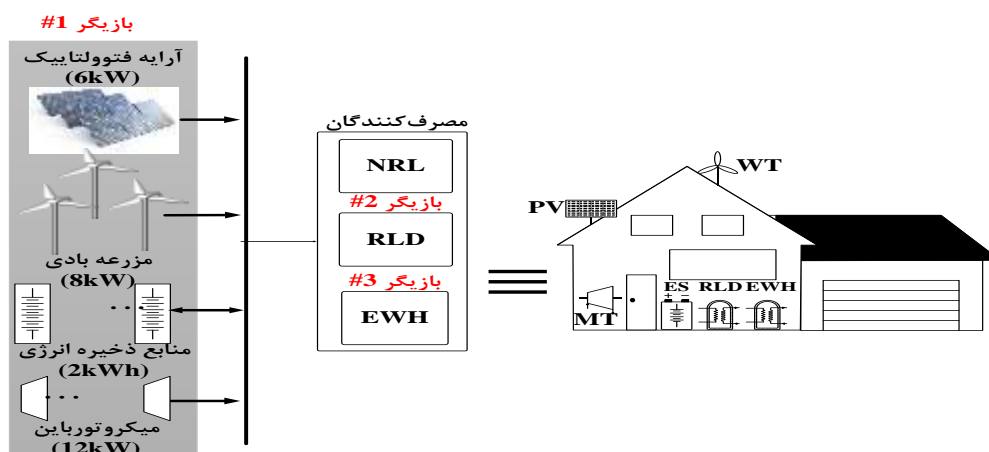 بازیگر 1#
آرایه فتوولتاییک
(6kW)
مزرعه بادی
(8kW)
منابع ذخیره انرژی
(2kWh)
میکروتورباین
(12kW)
مصرف‌کنندگان
NRL
بازیگر 2#
RLD
بازیگر 3#
EWH
WT
PV
ES RLD EWH
MT